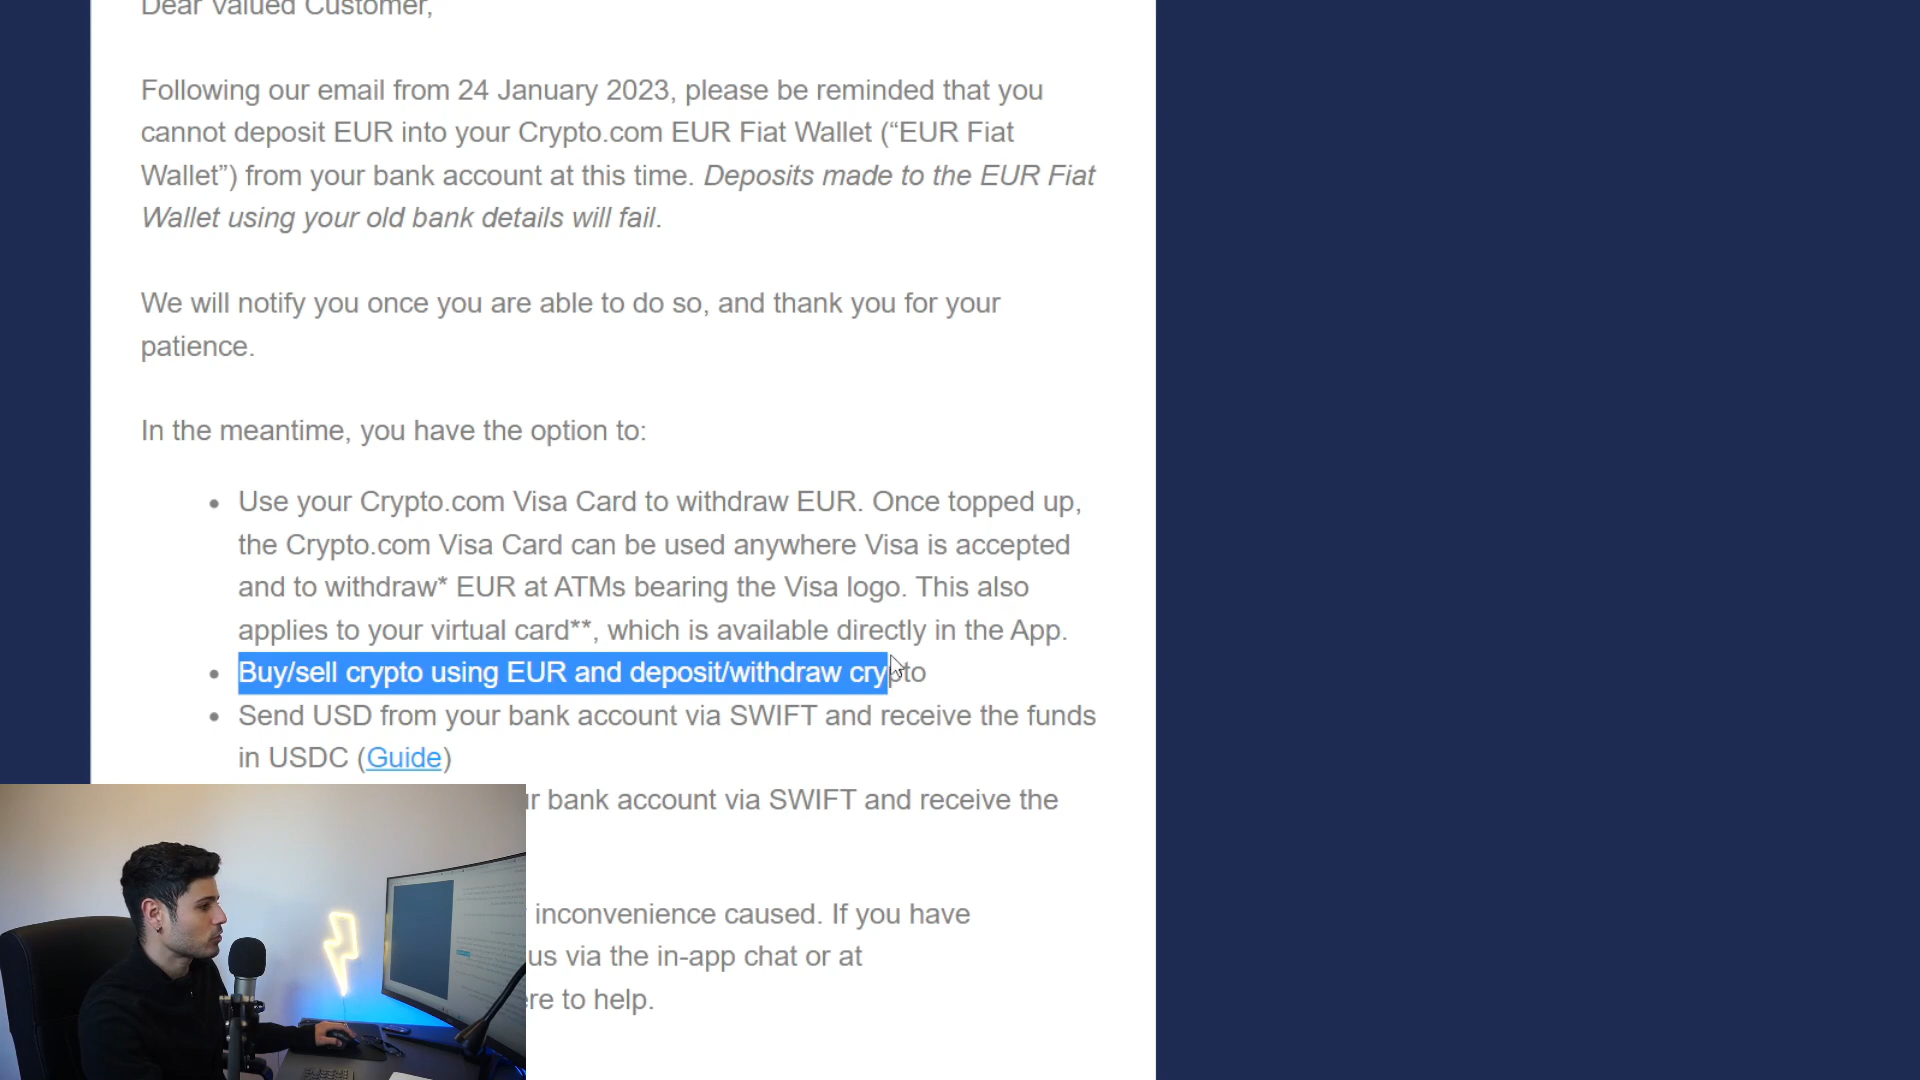 Dear Valued Customer,
Following our email from 24 January 2023, please be reminded that you
cannot deposit EUR into your Crypto.com EUR Fiat Wallet (“EUR Fiat
Wallet”) from your bank account at this time. Deposits made to the EUR Fiat
Wallet using your old bank details will fail.
We will notify you once you are able to do so, and thank you for your
patience.
In the meantime, you have the option to:
• Use your Crypto.com Visa Card to withdraw EUR. Once topped up,
the Crypto.com Visa Card can be used anywhere Visa is accepted
and to withdraw* EUR at ATMs bearing the Visa logo. This also
applies to your virtual card**, which is available directly in the App.
• Buy/sell crypto using EUR and deposit/withdraw crypto
• Send USD from your bank account via SWIFT and receive the funds
in USDC (Guide)
bank account via SWIFT and receive the
inconvenience caused. If you have
us via the in-app chat or at
to help.